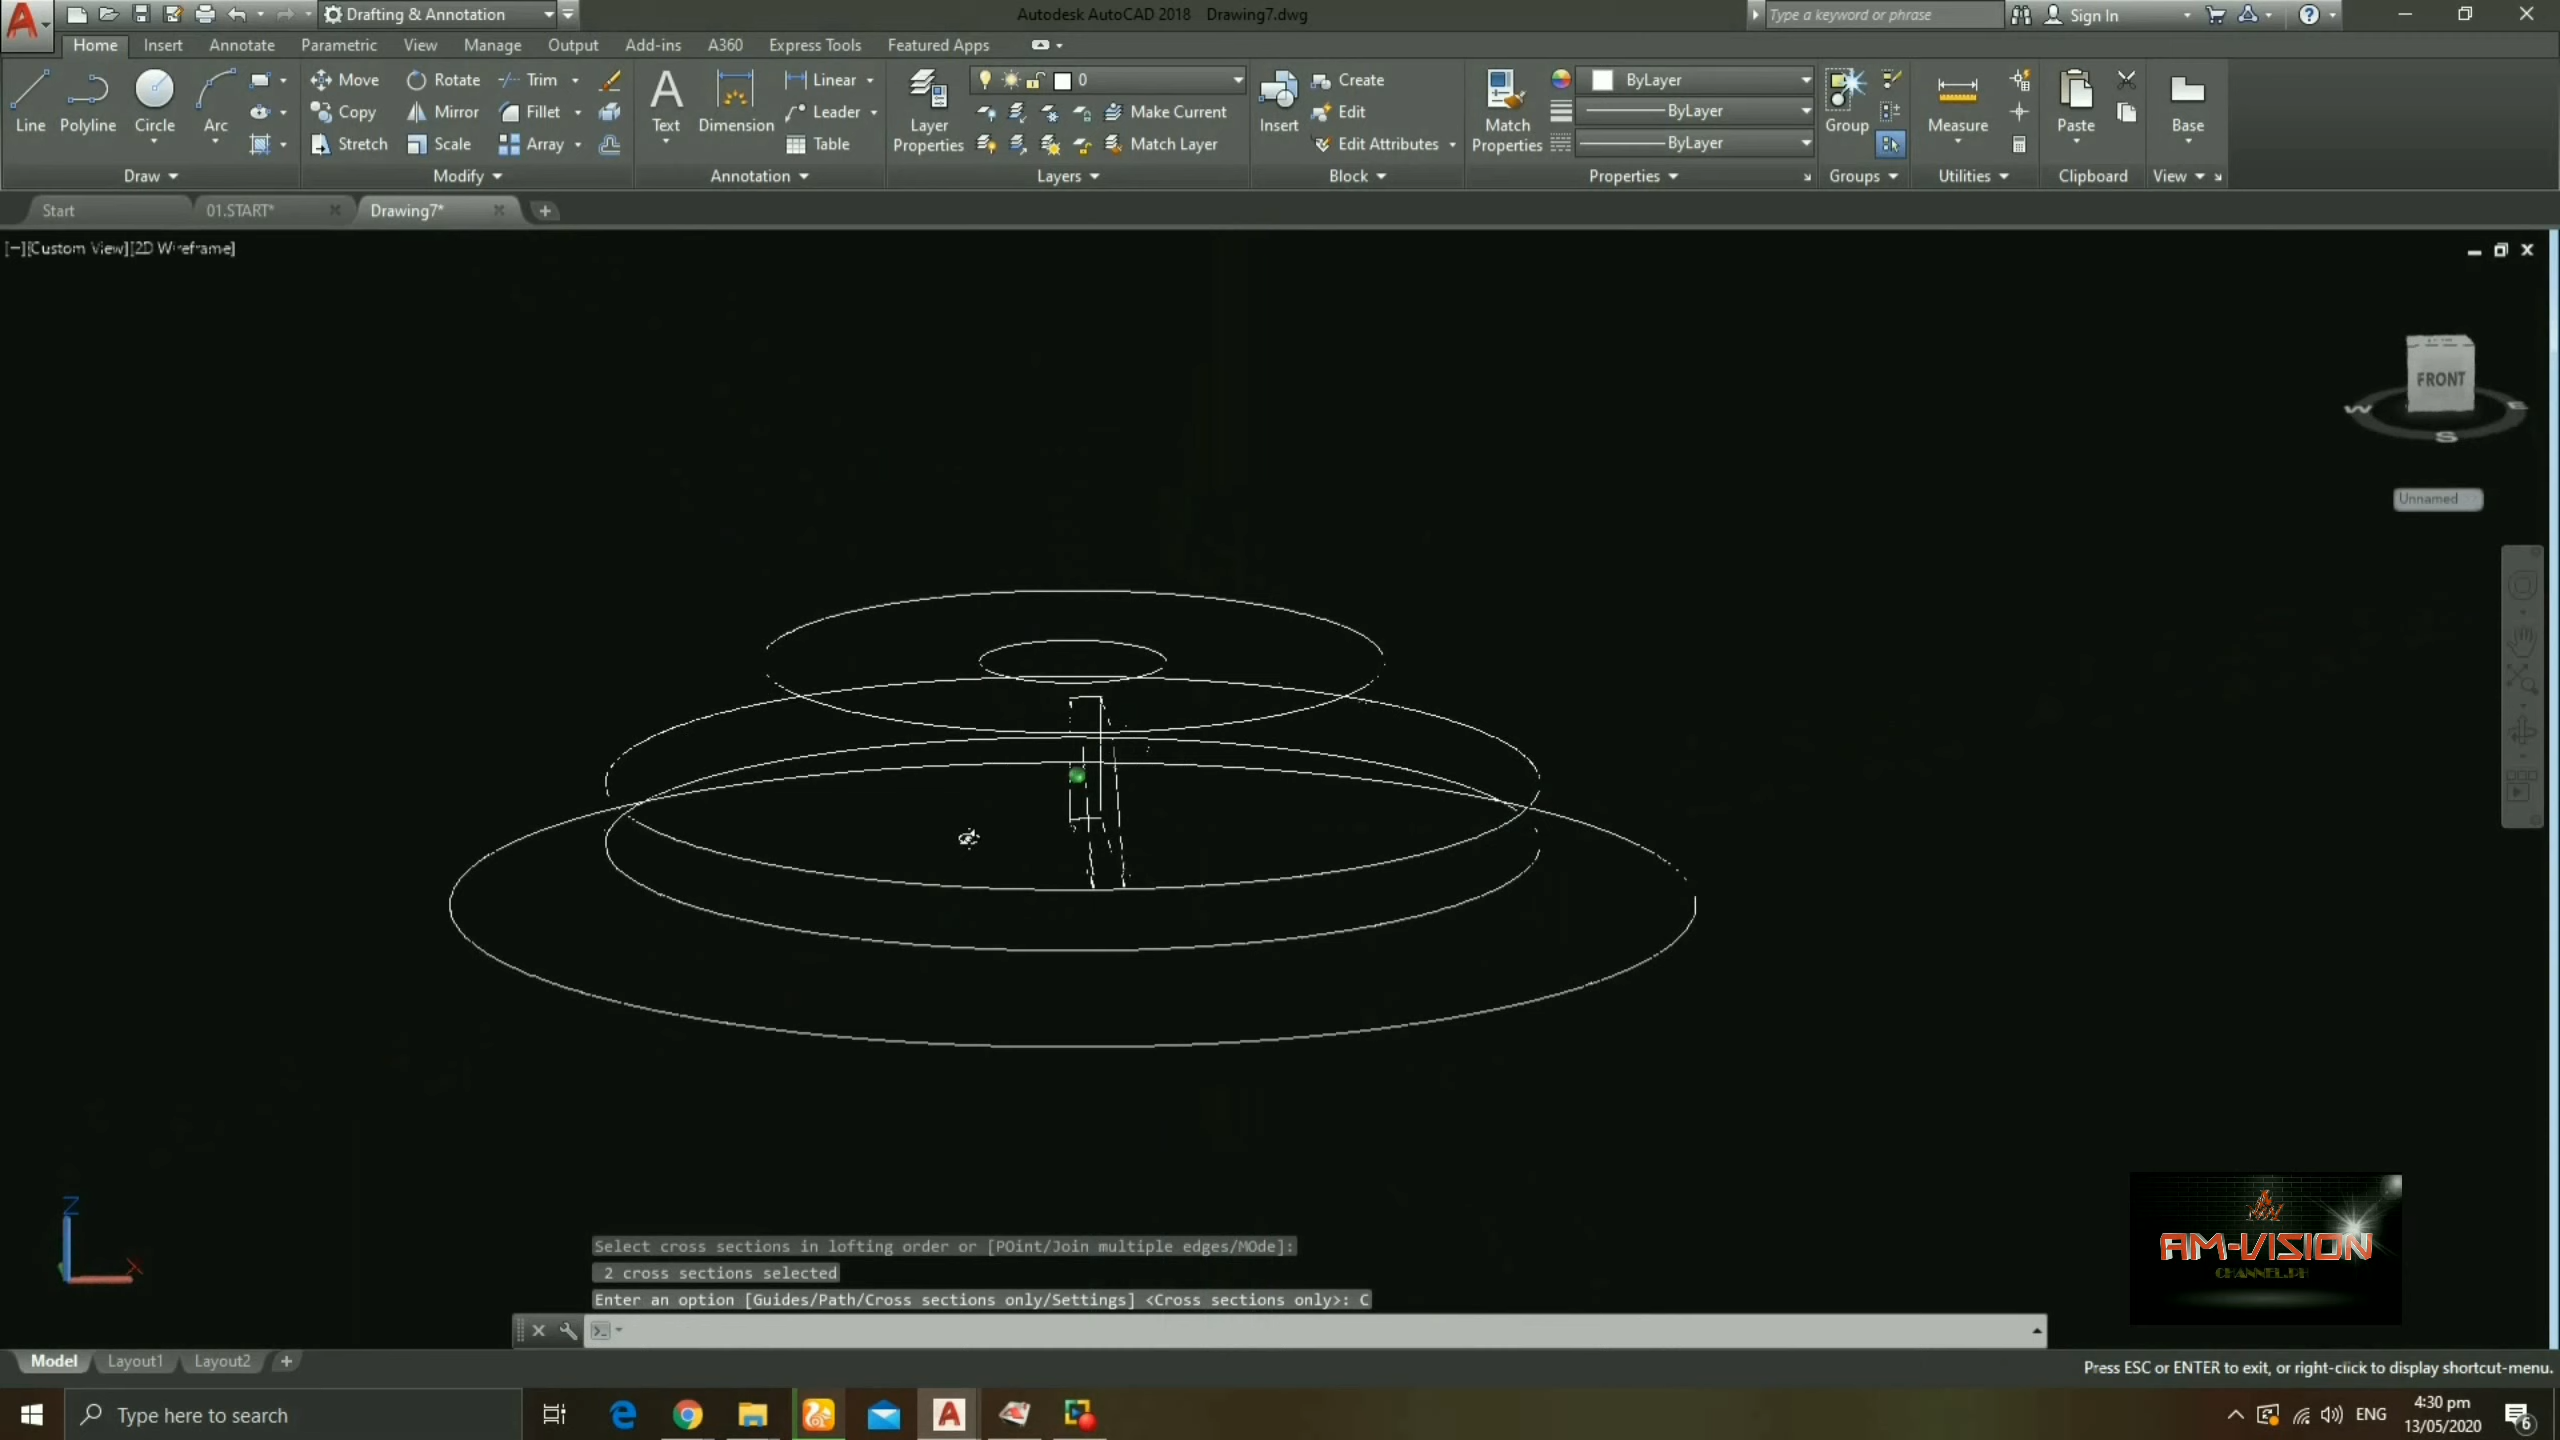 Drafting & Annotation
Autodesk AutoCAD 2018 Drawing7.dwg
Type a keyword or phrase
Sign In
Home Insert Annotate Parametric View Manage Output Add-ins A360 Express Tools Featured Apps
Line Polyline Circle Arc
Move Rotate Trim
Copy Mirror Fillet
Stretch Scale Array
Text Dimension
Linear
Leader
Table
Layer Properties
0
Make Current
Match Layer
Insert
Create
Edit
Edit Attributes
Match Properties
ByLayer
ByLayer
ByLayer
Group
Measure
Paste
Base
Draw Modify Annotation Layers Block Properties Groups Utilities Clipboard View
Start 01.START* Drawing7*
[−][Custom View][2D Wireframe]
FRONT
W E
S
Unnamed
Z
X
Select cross sections in lofting order or [POint/Join multiple edges/MOde]:
2 cross sections selected
Enter an option [Guides/Path/Cross sections only/Settings] <Cross sections only>: C
AM-VISION
CHANNEL.PH
Model Layout1 Layout2
Press ESC or ENTER to exit, or right-click to display shortcut-menu.
Type here to search
ENG
4:30 pm
13/05/2020
6